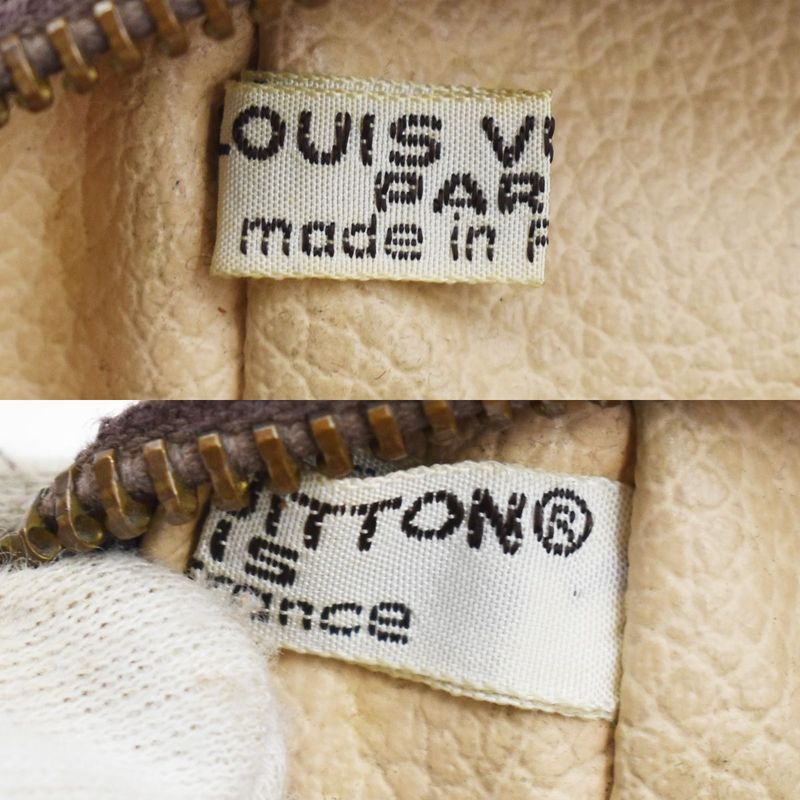 LOUIS V
PAR
made in F
UITTON®
IS
rance